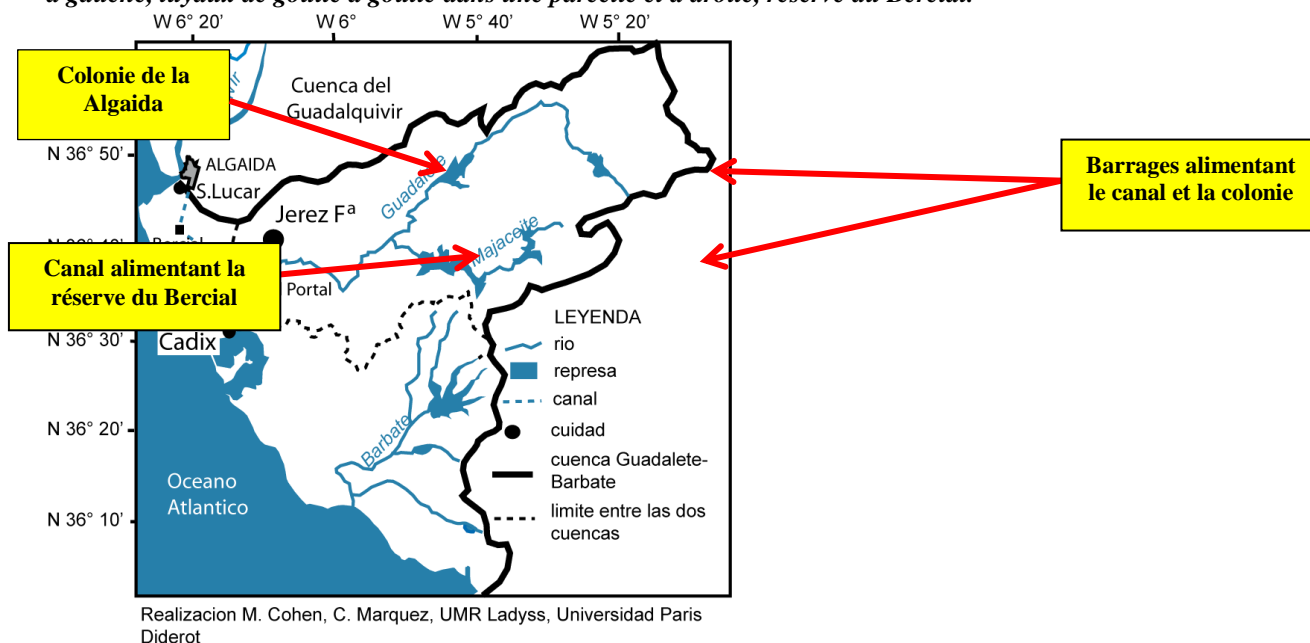 W 6° 20'
W 6°
W 5° 40'
W 5° 20'
Colonie de la
Algaida
Cuenca del
Guadalquivir
N 36° 50'
ALGAIDA
S.Lucar
Guadalete
Barrages alimentant
le canal et la colonie
Jerez Fª
Majaceite
Canal alimentant la
réserve du Bercial
Portal
LEYENDA
N 36° 30'
Cadix
rio
represa
canal
N 36° 20'
cuidad
Barbate
cuenca Guadalete-
Barbate
Oceano
Atlantico
N 36° 10'
limite entre las dos
cuencas
Realizacion M. Cohen, C. Marquez, UMR Ladyss, Universidad Paris
Diderot